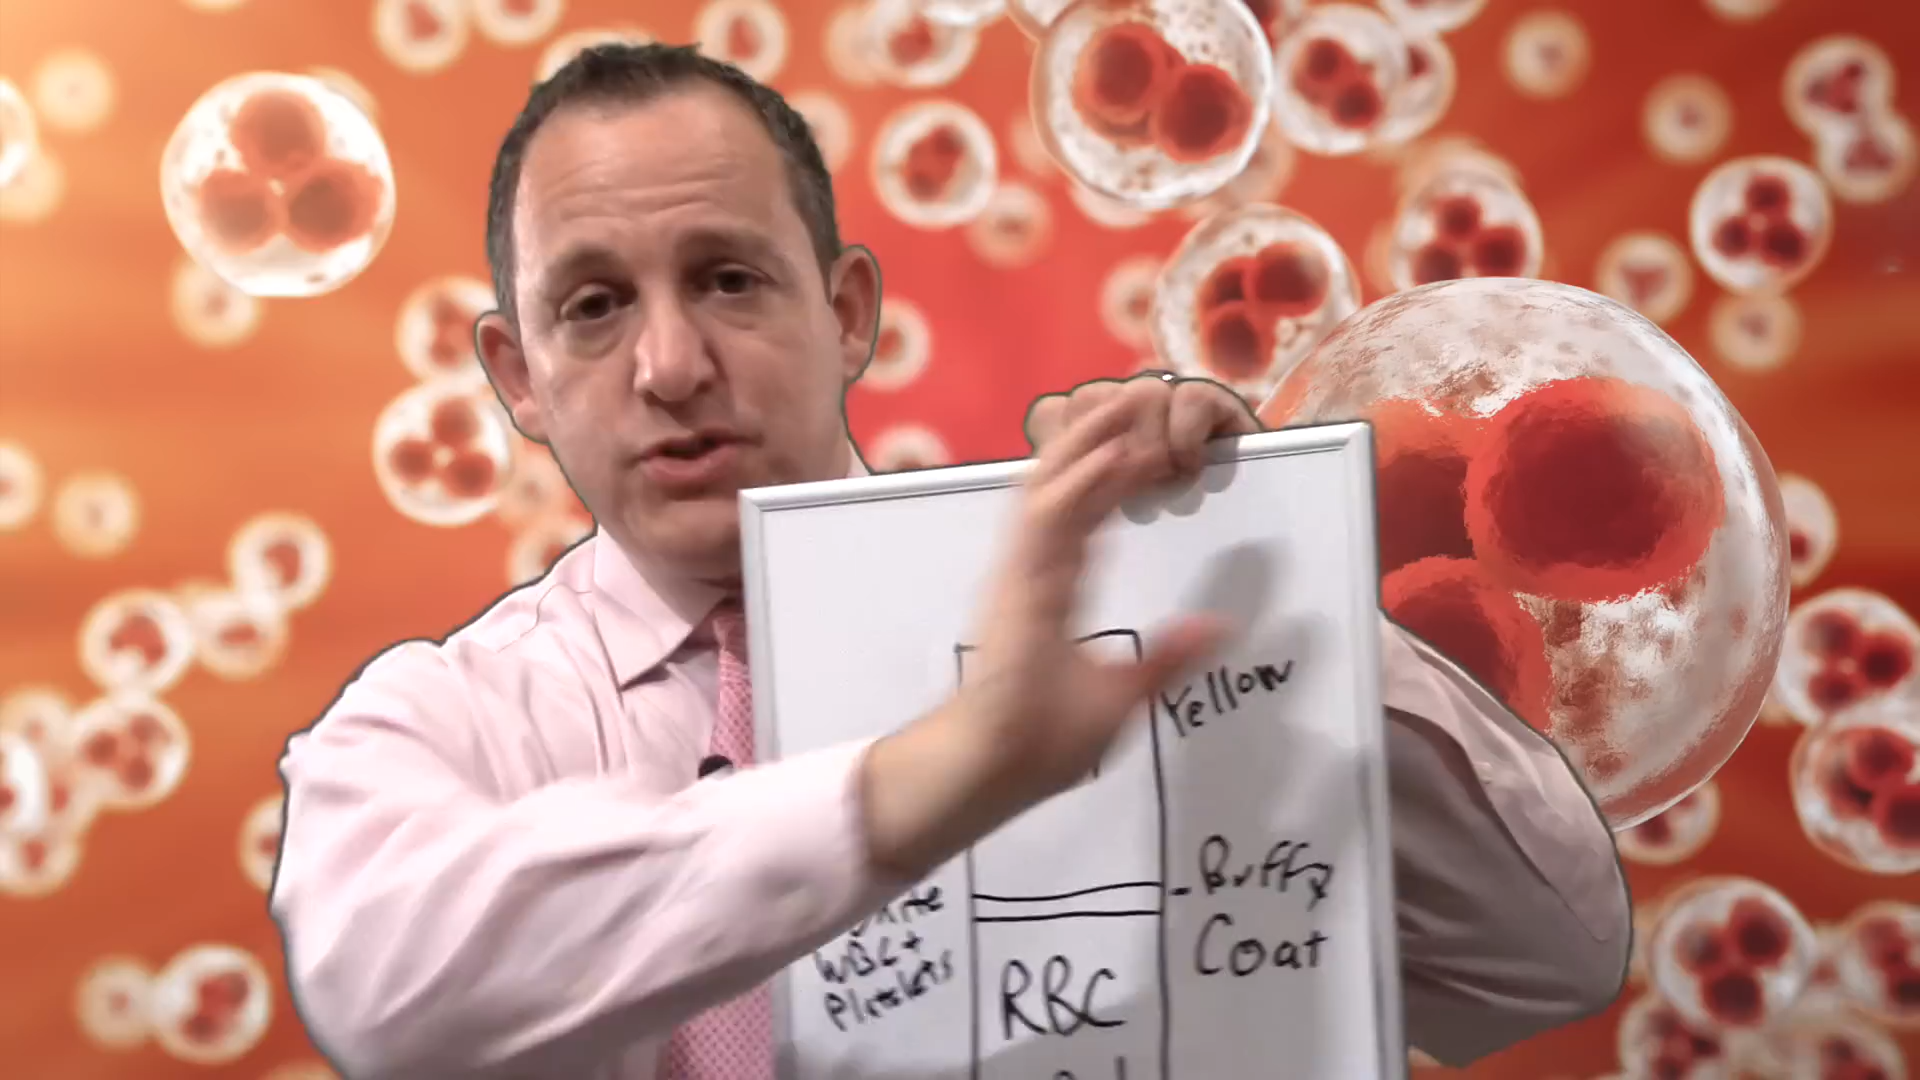 Yellow
- Buffy
Coat
WBC+
Platelets
RBC